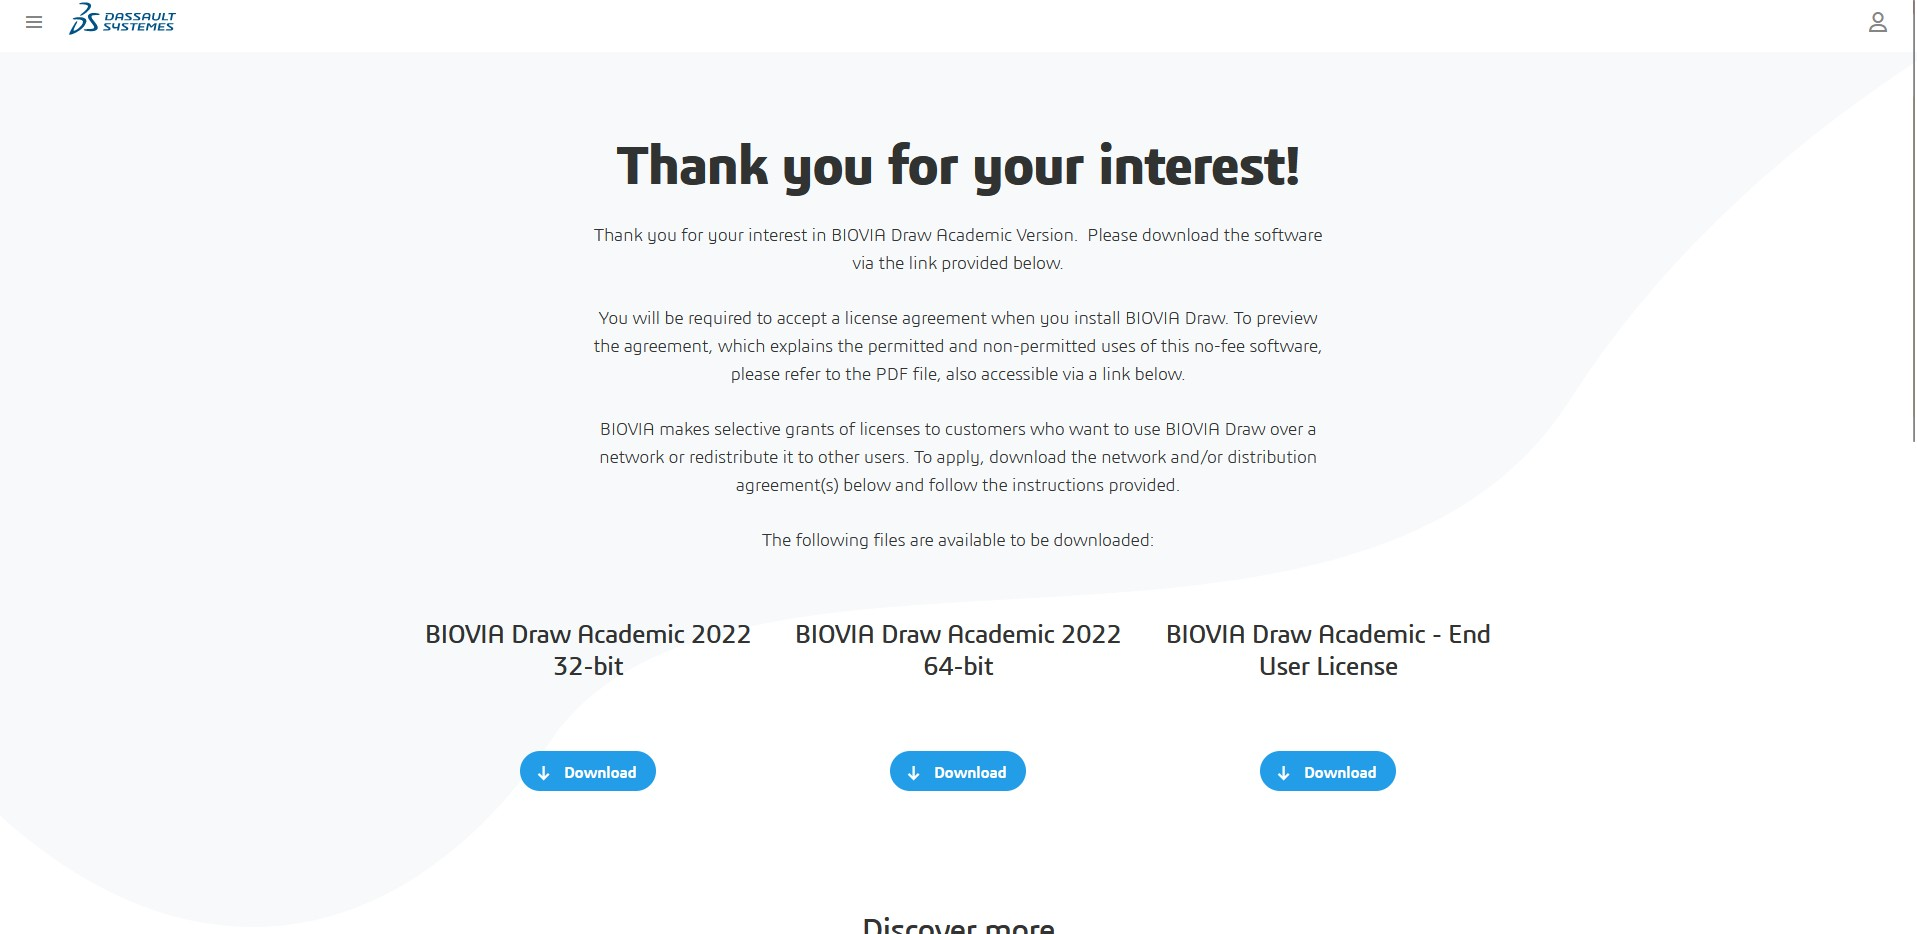 DASSAULT
SYSTEMES
Thank you for your interest!
Thank you for your interest in BIOVIA Draw Academic Version.  Please download the software
via the link provided below.
You will be required to accept a license agreement when you install BIOVIA Draw. To preview
the agreement, which explains the permitted and non-permitted uses of this no-fee software,
please refer to the PDF file, also accessible via a link below.
BIOVIA makes selective grants of licenses to customers who want to use BIOVIA Draw over a
network or redistribute it to other users. To apply, download the network and/or distribution
agreement(s) below and follow the instructions provided.
The following files are available to be downloaded:
BIOVIA Draw Academic 2022
32-bit
BIOVIA Draw Academic 2022
64-bit
BIOVIA Draw Academic - End
User License
Download
Download
Download
Discover more